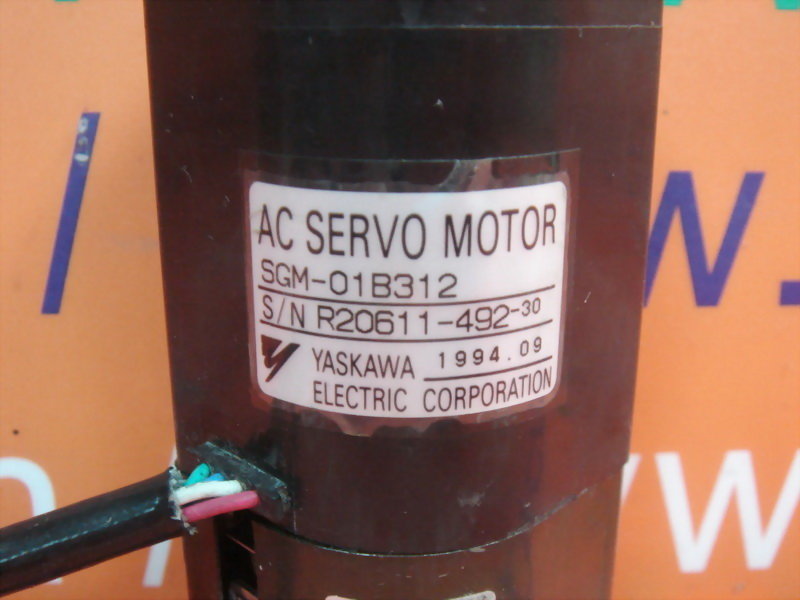 AC SERVO MOTOR
SGM-01B312
S/N R20611-492-30
YASKAWA 1994.09
ELECTRIC CORPORATION